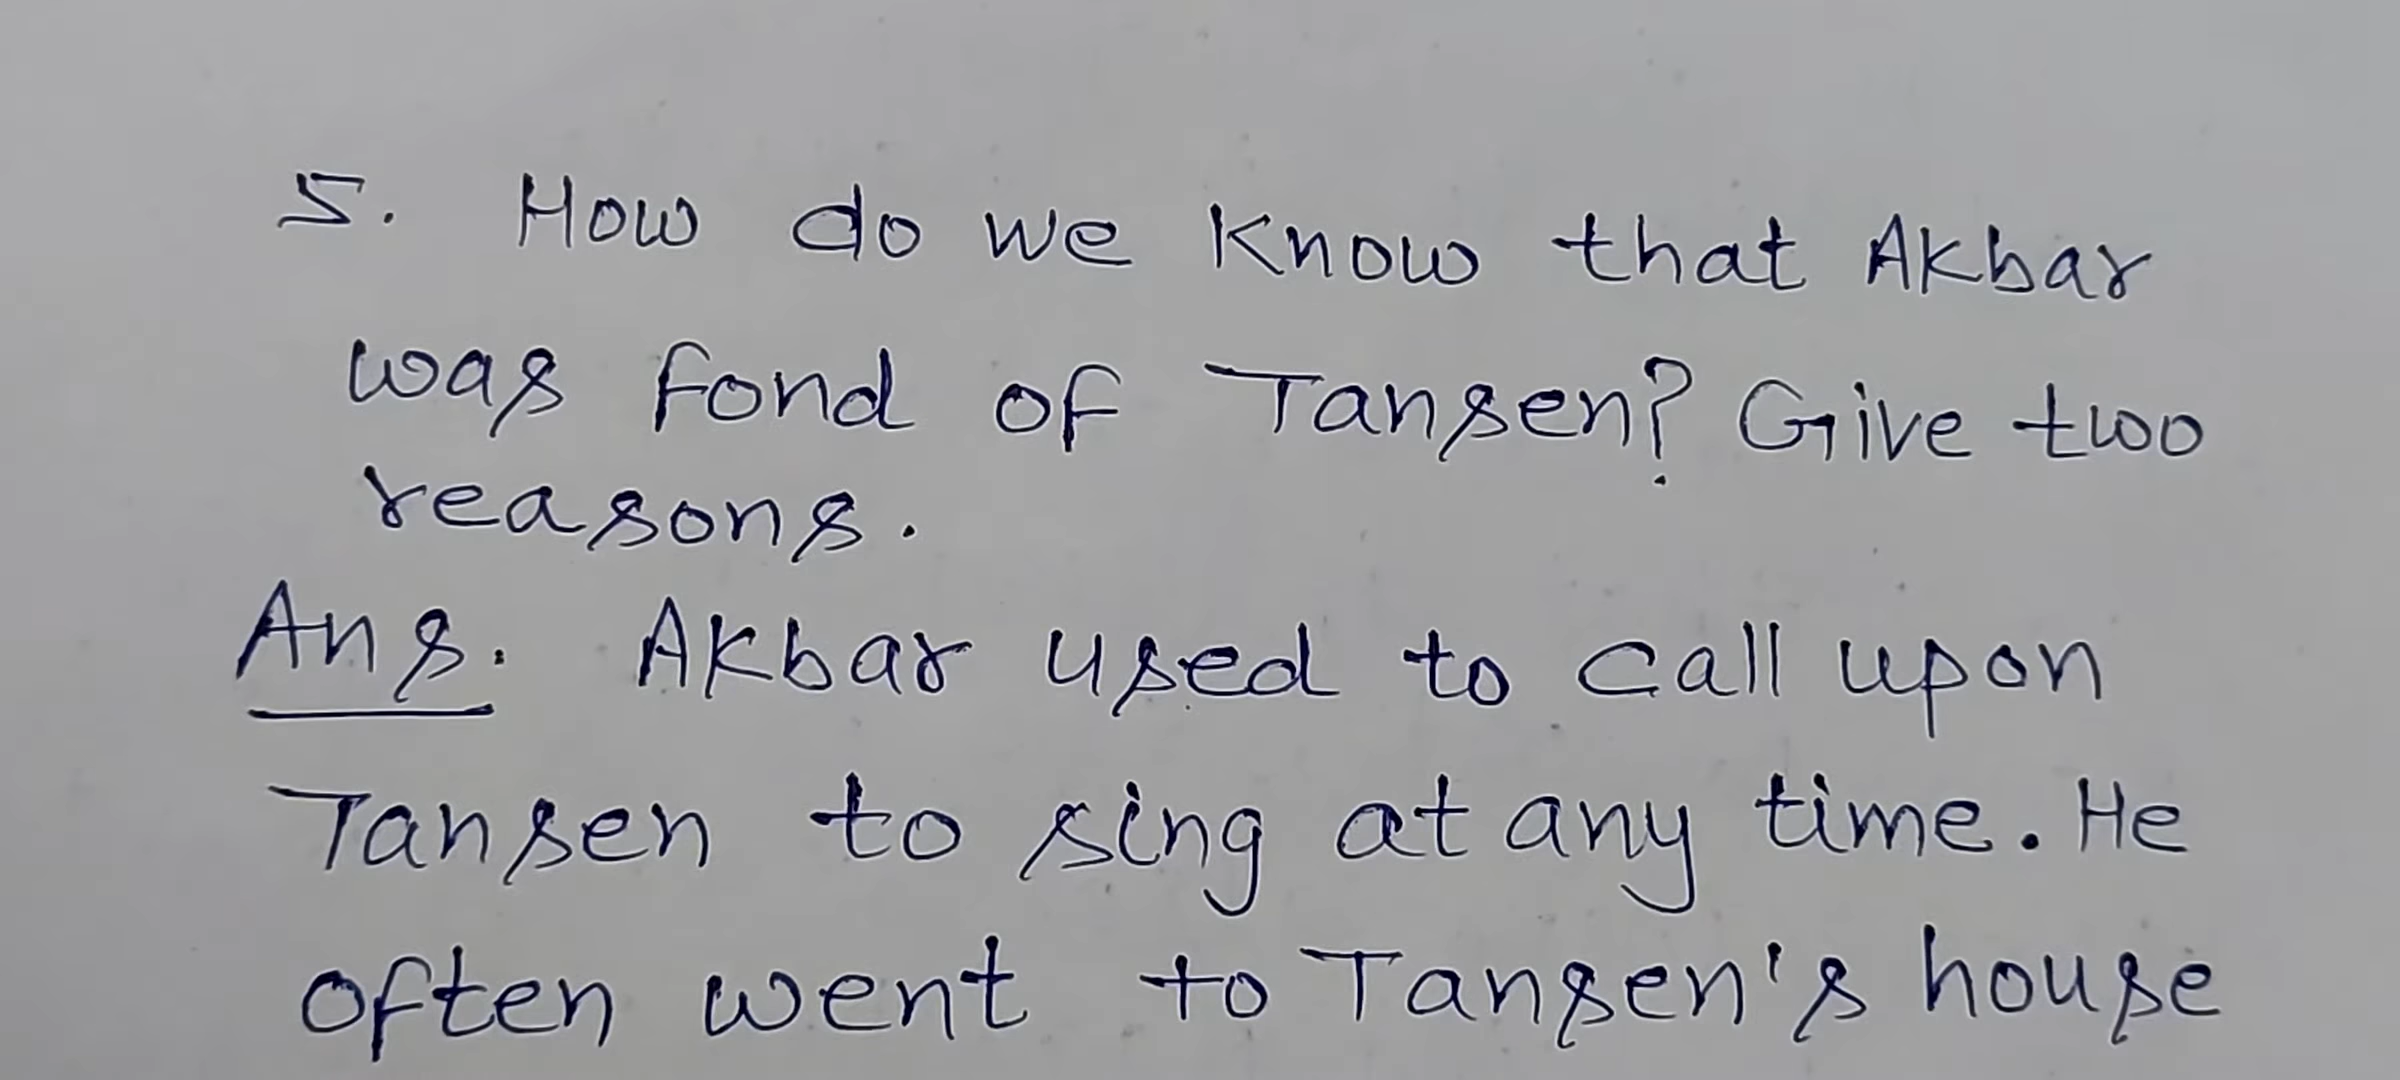 5. How do we know that Akbar
was fond of Tansen? Give two
reasons.
Ans. Akbar used to call upon
Tansen to sing at any time. He
often went to Tansen's house